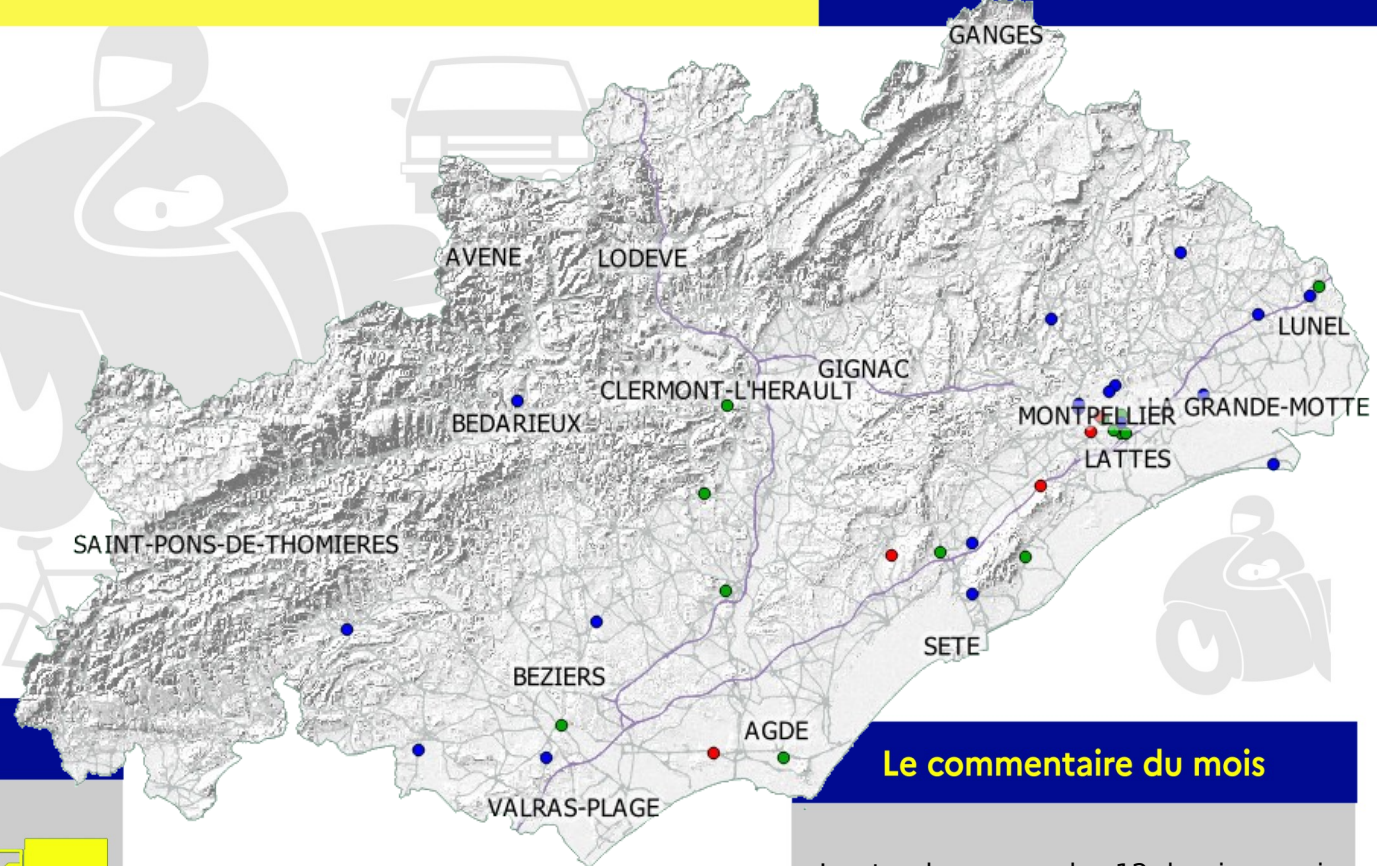 GANGES
AVENE
LODEVE
LUNEL
GIGNAC
CLERMONT-L'HERAULT
BEDARIEUX
MONTPELLIER
LA GRANDE-MOTTE
LATTES
SAINT-PONS-DE-THOMIERES
SETE
BEZIERS
AGDE
VALRAS-PLAGE
Le commentaire du mois